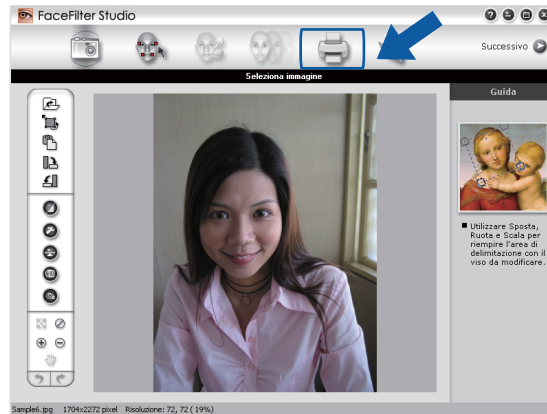 FaceFilter Studio
Successivo
Seleziona immagine
Guida
Utilizzare Sposta,
Ruota e Scala per
riempire l'area di
delimitazione con il
viso da modificare.
Sample6.jpg 1704x2272 pixel Risoluzione: 72, 72 ( 19%)